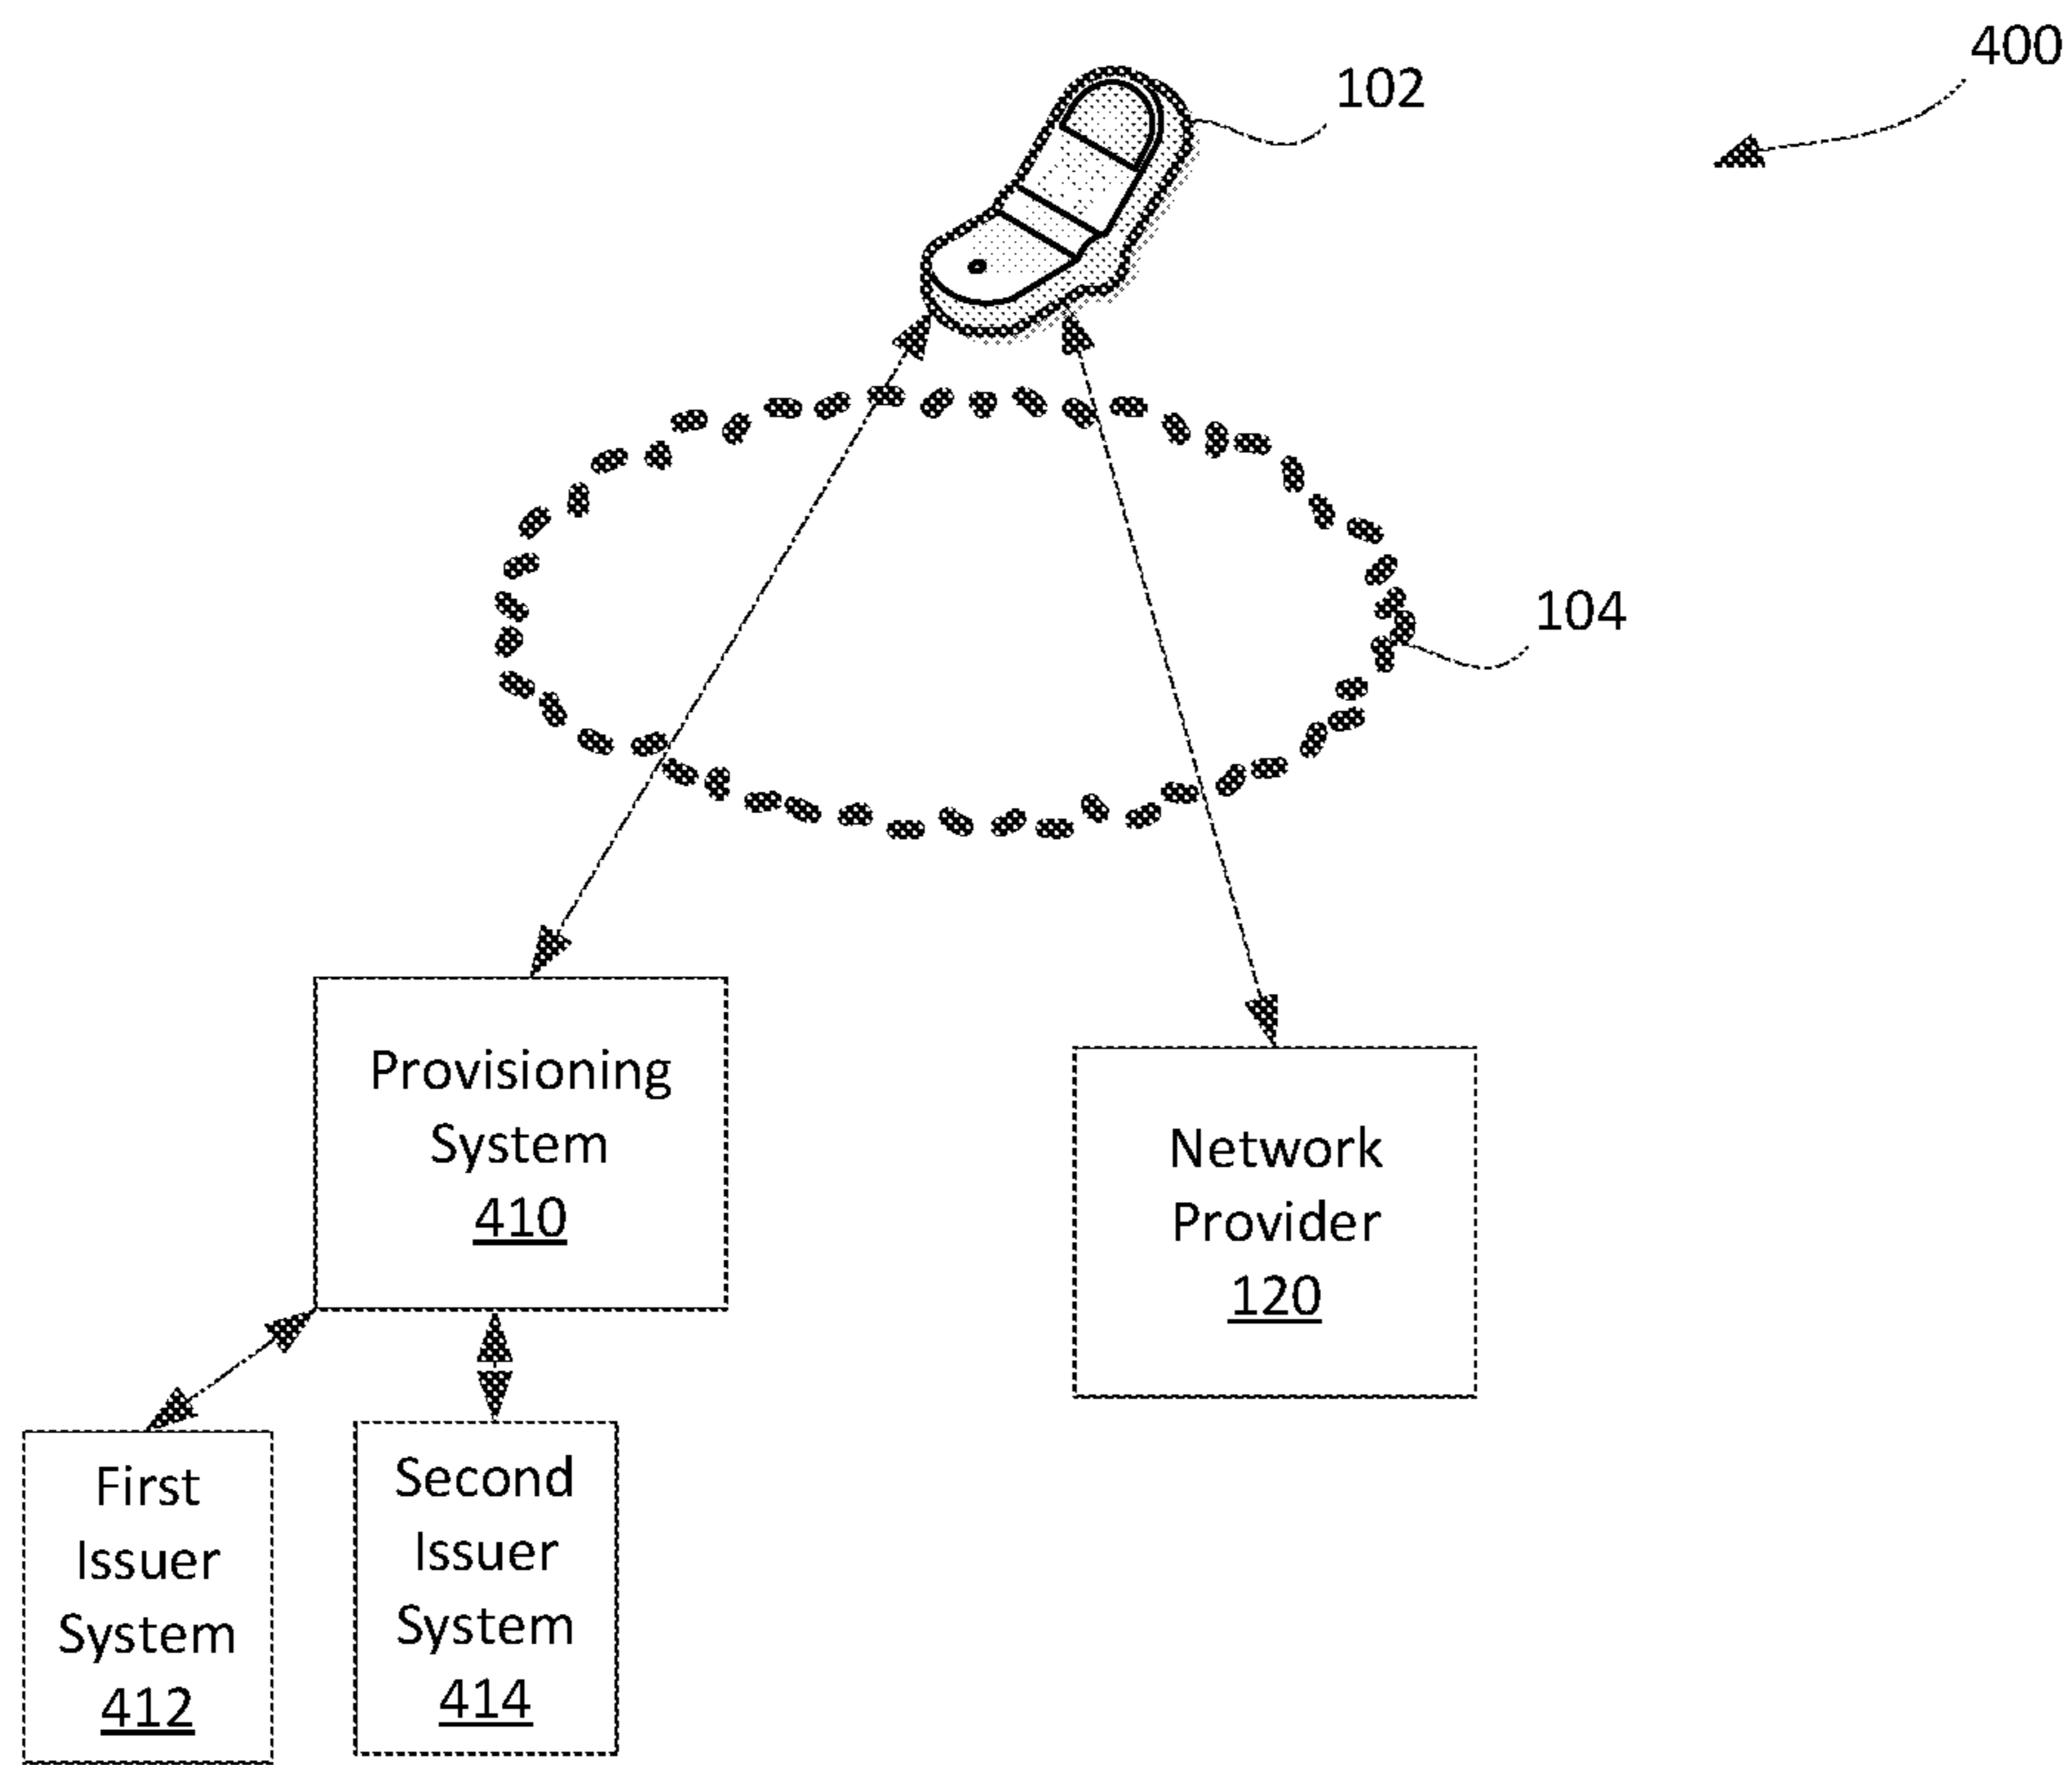 400
102
104
Provisioning
System
410
Network
Provider
120
First
Issuer
System
412
Second
Issuer
System
414